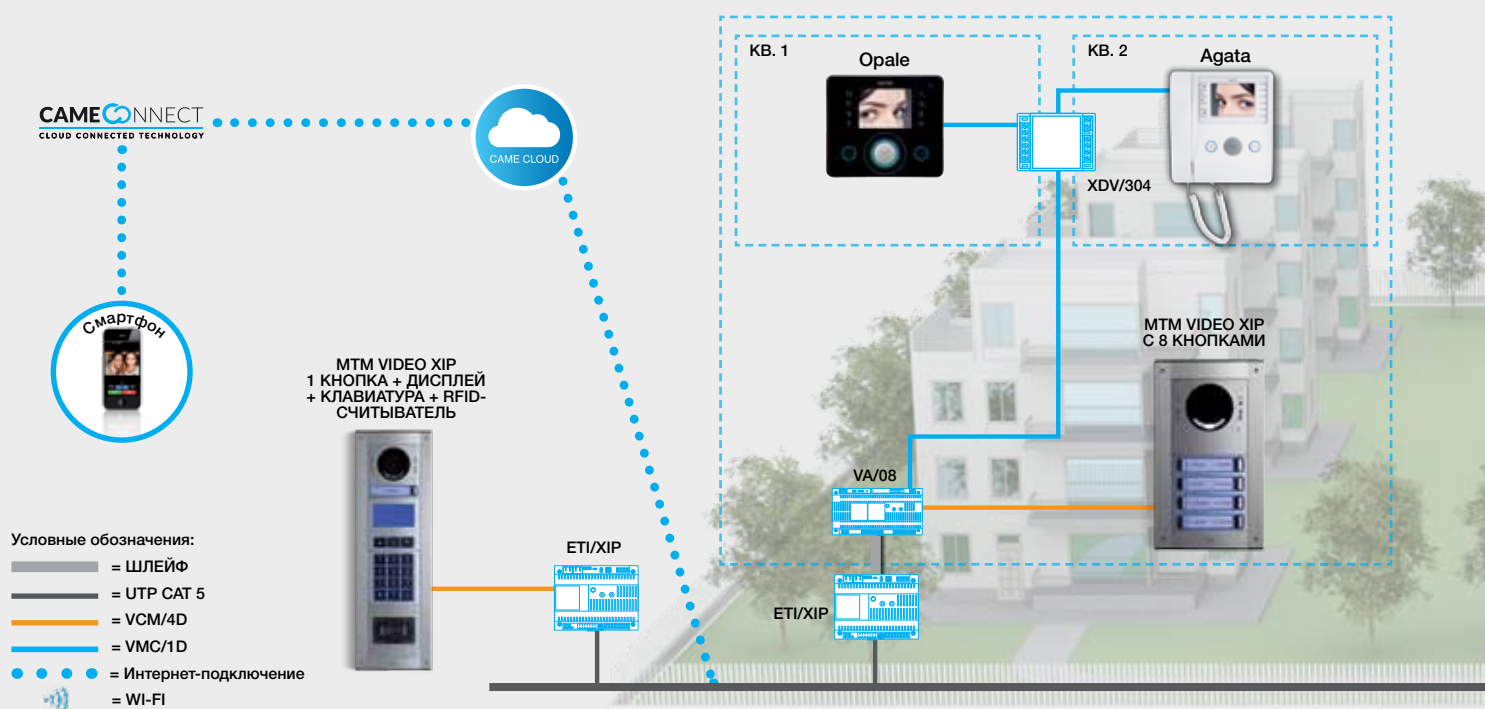 КВ. 1
Opale
КВ. 2
Agata
CAME CONNECT
CLOUD CONNECTED TECHNOLOGY
CAME CLOUD
XDV/304
Смартфон
MTM VIDEO XIP
1 КНОПКА + ДИСПЛЕЙ
+ КЛАВИАТУРА + RFID-
СЧИТЫВАТЕЛЬ
MTM VIDEO XIP
С 8 КНОПКАМИ
VA/08
ETI/XIP
ETI/XIP
Условные обозначения:
= ШЛЕЙФ
= UTP CAT 5
= VCM/4D
= VMC/1D
= Интернет-подключение
= WI-FI